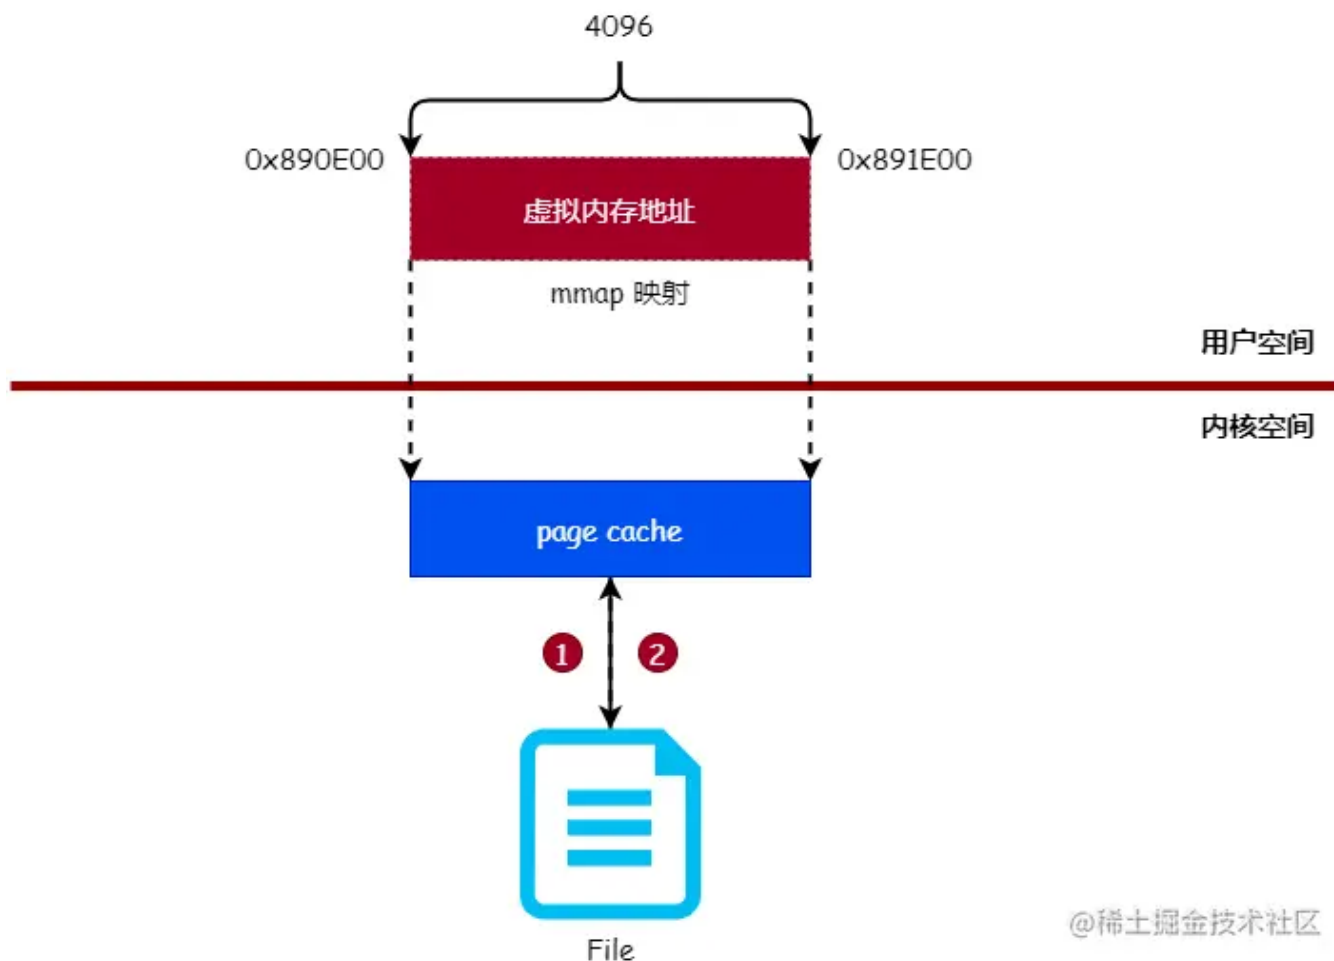 4096
0x890E00
0x891E00
虚拟内存地址
mmap 映射
用户空间
内核空间
page cache
1
2
File
@稀土掘金技术社区